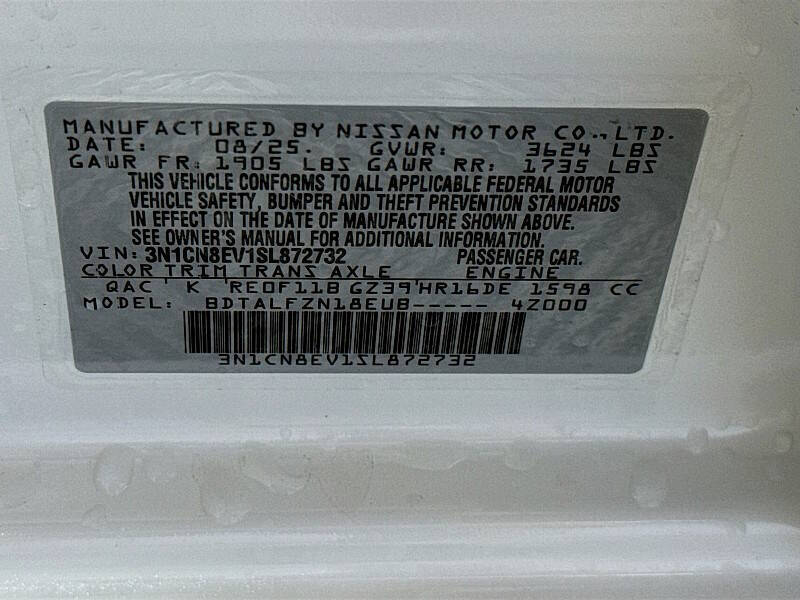 MANUFACTURED BY NISSAN MOTOR CO., LTD.
DATE: 08/25. GVWR: 3624 LBS
GAWR FR: 1905 LBS GAWR RR: 1735 LBS
THIS VEHICLE CONFORMS TO ALL APPLICABLE FEDERAL MOTOR
VEHICLE SAFETY, BUMPER AND THEFT PREVENTION STANDARDS
IN EFFECT ON THE DATE OF MANUFACTURE SHOWN ABOVE.
SEE OWNER'S MANUAL FOR ADDITIONAL INFORMATION.
VIN: 3N1CN8EV1SL872732 PASSENGER CAR.
COLOR TRIM TRANS AXLE ENGINE
QAC K RE0F11B GZ39 HR16DE 1598 CC
MODEL: BDTALFZN18EUB----- 4Z000
3N1CN8EV1SL872732